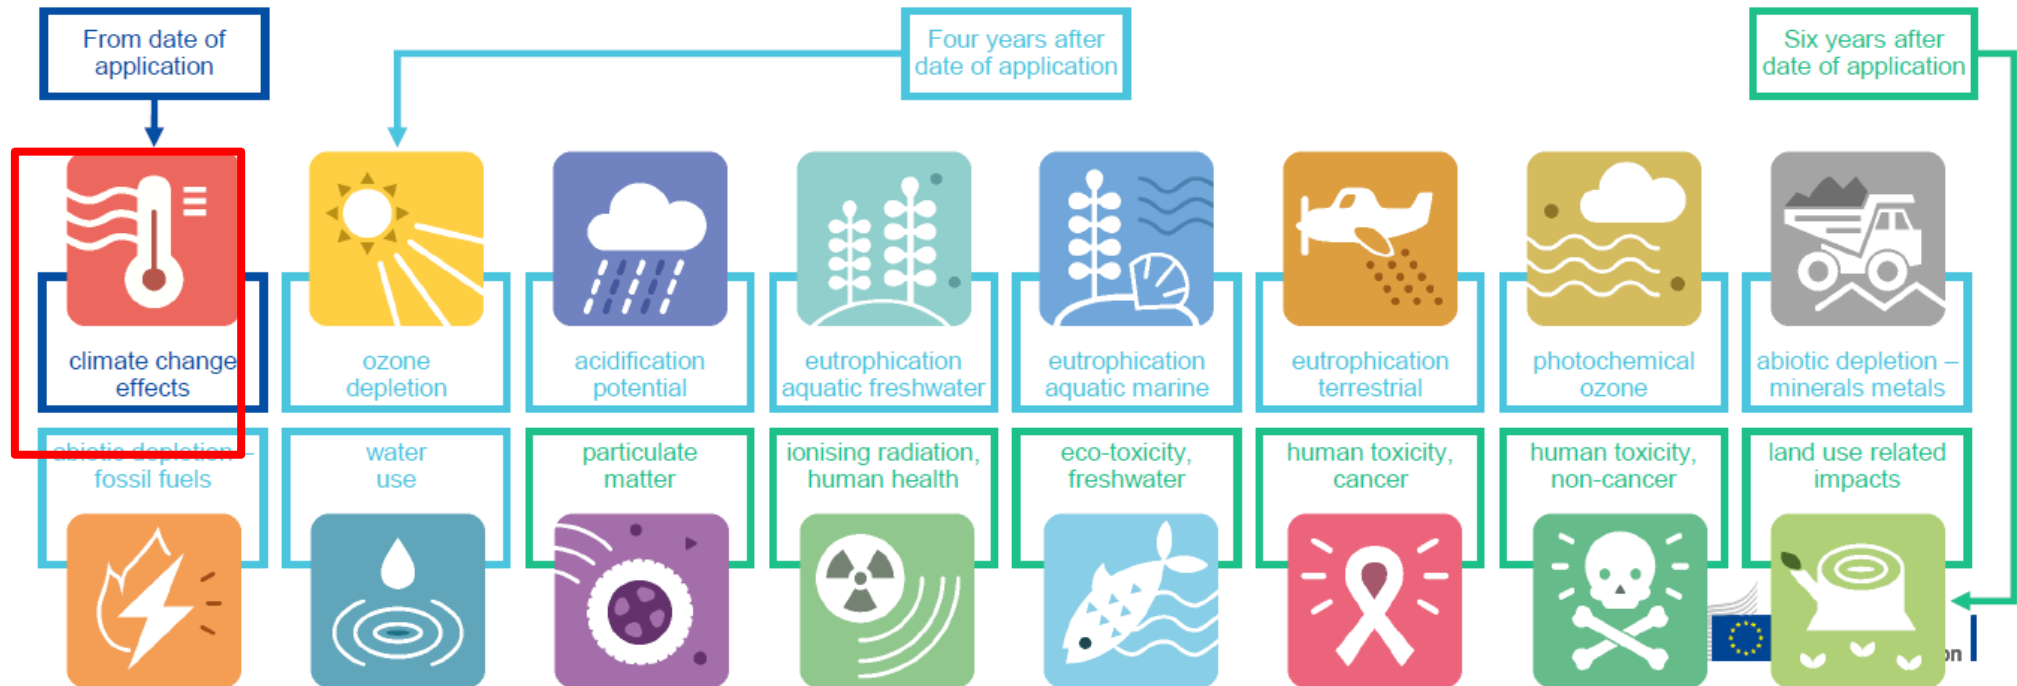 From date of
application
Four years after
date of application
Six years after
date of application
climate change
effects
ozone
depletion
acidification
potential
eutrophication
aquatic freshwater
eutrophication
aquatic marine
eutrophication
terrestrial
photochemical
ozone
abiotic depletion –
minerals metals
abiotic depletion –
fossil fuels
water
use
particulate
matter
ionising radiation,
human health
eco-toxicity,
freshwater
human toxicity,
cancer
human toxicity,
non-cancer
land use related
impacts